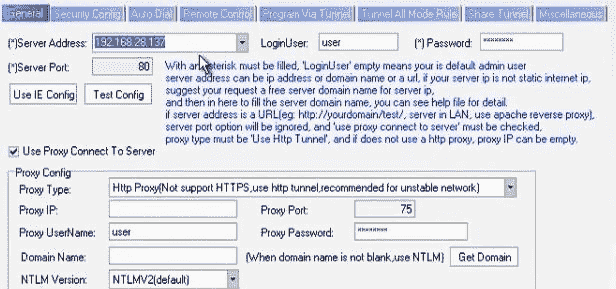 General Security Config Auto Dial Remote Control Program Via Tunnel Tunnel All Mode Rule Share Tunnel Miscellaneous
(*)Server Address: 192.168.28.137 LoginUser: user (*) Password: ********
(*)Server Port: 80
With an asterisk must be filled, 'LoginUser' empty means your is default admin user
server address can be ip address or domain name or a url, if your server ip is not static internet ip,
Use IE Config Test Config
suggest your request a free server domain name for server ip,
and then in here to fill the server domain name, you can see help file for detail.
if server address is a URL(eg: http://yourdomain/test/, server in LAN, use apache reverse proxy),
server port option will be ignored, and 'use proxy connect to server' must be checked,
proxy type must be 'Use Http Tunnel', and if does not use a http proxy, proxy IP can be empty.
Use Proxy Connect To Server
Proxy Config
Proxy Type: Http Proxy(Not support HTTPS,use http tunnel,recommended for unstable network)
Proxy IP: Proxy Port: 75
Proxy UserName: user Proxy Password: ********
Domain Name: (When domain name is not blank,use NTLM) Get Domain
NTLM Version: NTLMV2(default)